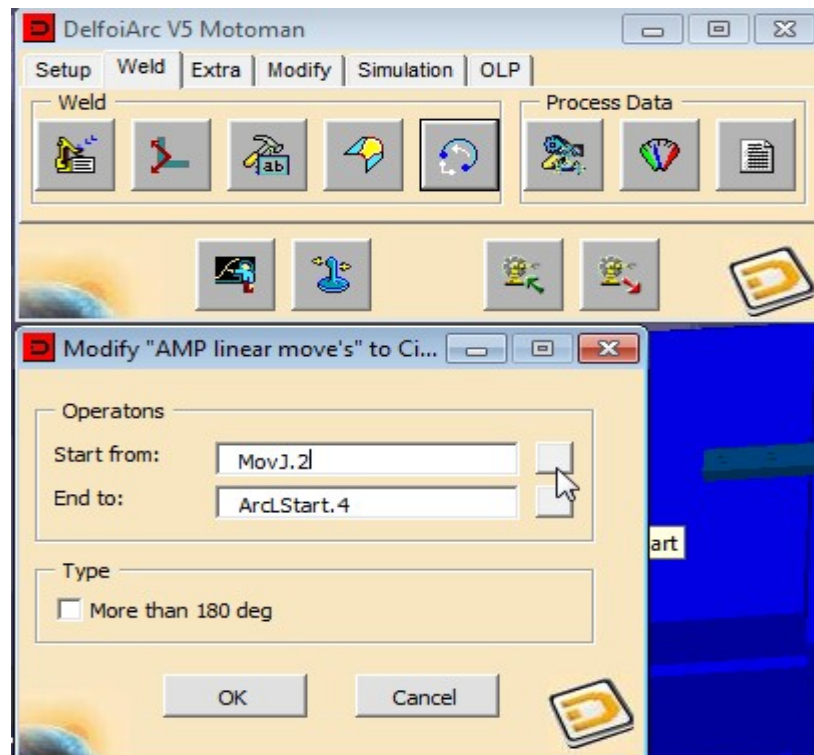 DelfoiArc V5 Motoman
Setup Weld Extra Modify Simulation OLP
Weld Process Data
ab
Modify "AMP linear move's" to Ci...
Operatons
Start from: MovJ.2
End to: ArcLStart.4
art
Type
More than 180 deg
OK Cancel